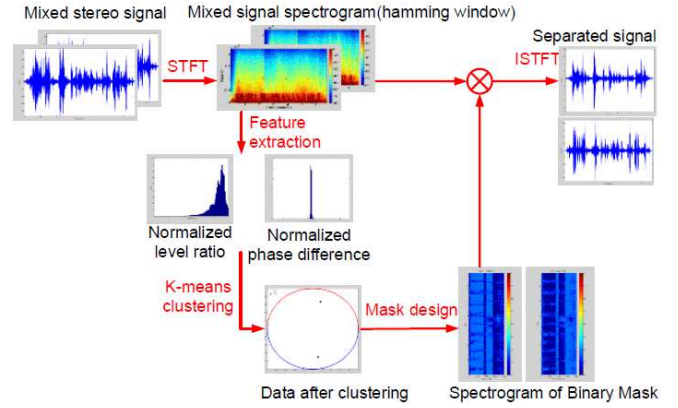 Mixed stereo signal
Mixed signal spectrogram(hamming window)
Separated signal
STFT
ISTFT
Feature
extraction
Normalized
level ratio
Normalized
phase difference
K-means
clustering
Mask design
Data after clustering
Spectrogram of Binary Mask